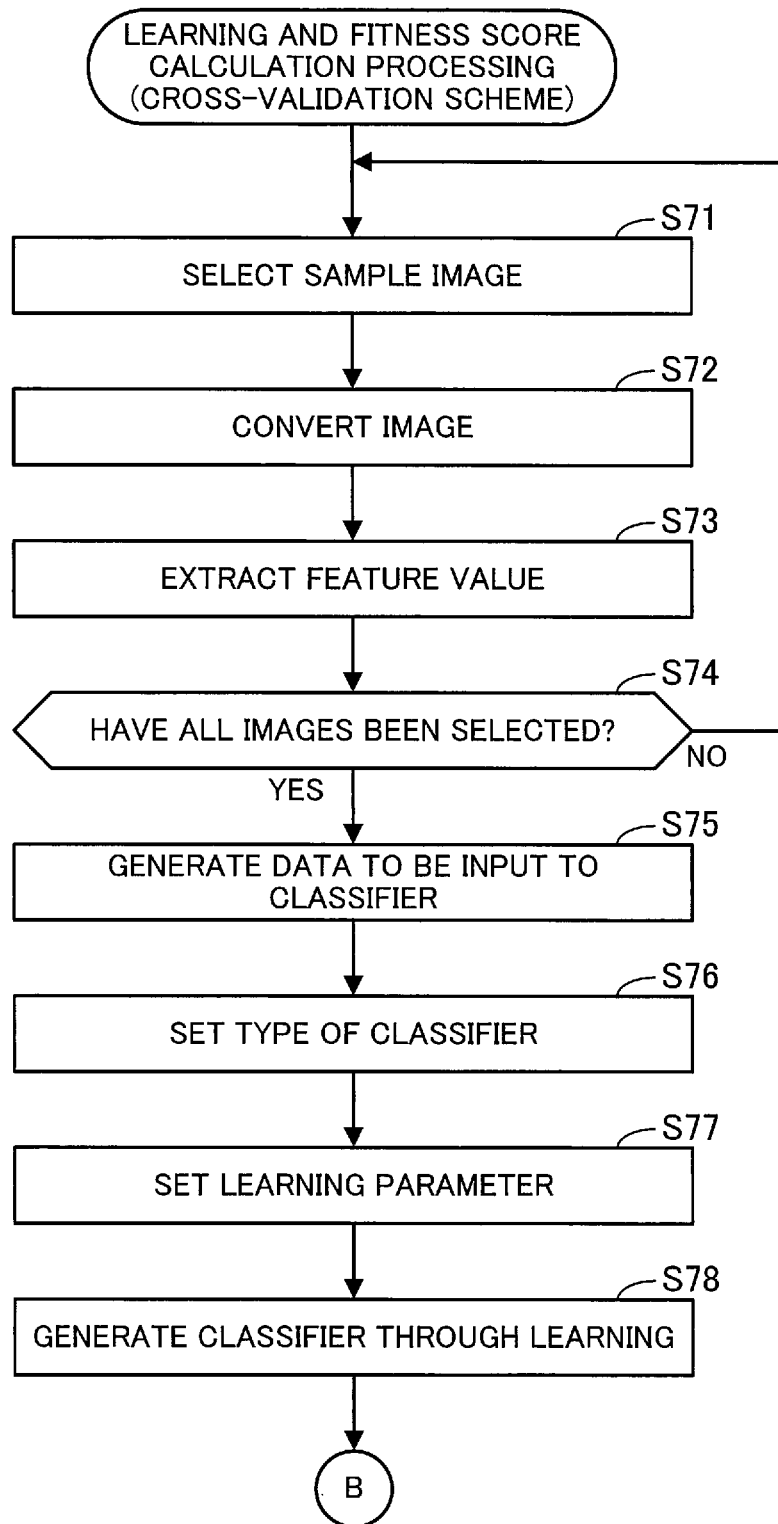 LEARNING AND FITNESS SCORE
CALCULATION PROCESSING
(CROSS-VALIDATION SCHEME)
S71
SELECT SAMPLE IMAGE
S72
CONVERT IMAGE
S73
EXTRACT FEATURE VALUE
S74
HAVE ALL IMAGES BEEN SELECTED?
NO
YES
S75
GENERATE DATA TO BE INPUT TO
CLASSIFIER
S76
SET TYPE OF CLASSIFIER
S77
SET LEARNING PARAMETER
S78
GENERATE CLASSIFIER THROUGH LEARNING
B